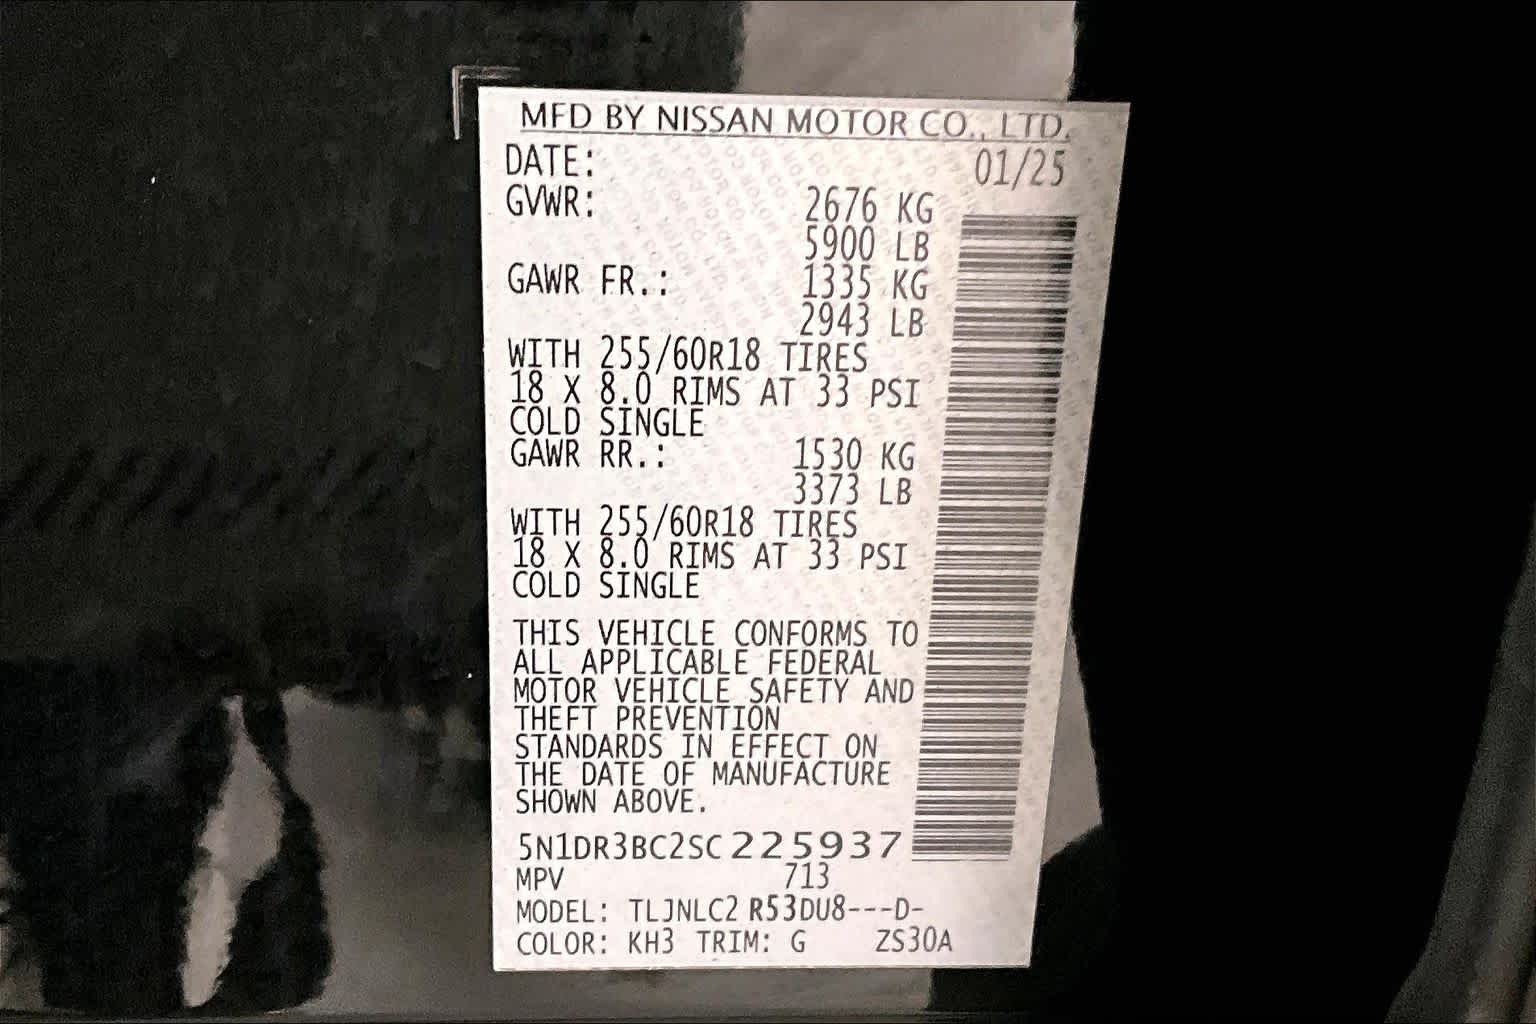 MFD BY NISSAN MOTOR CO., LTD.
DATE: 01/25
GVWR: 2676 KG
5900 LB
GAWR FR.: 1335 KG
2943 LB
WITH 255/60R18 TIRES
18 X 8.0 RIMS AT 33 PSI
COLD SINGLE
GAWR RR.: 1530 KG
3373 LB
WITH 255/60R18 TIRES
18 X 8.0 RIMS AT 33 PSI
COLD SINGLE
THIS VEHICLE CONFORMS TO
ALL APPLICABLE FEDERAL
MOTOR VEHICLE SAFETY AND
THEFT PREVENTION
STANDARDS IN EFFECT ON
THE DATE OF MANUFACTURE
SHOWN ABOVE.
5N1DR3BC2SC225937
MPV 713
MODEL: TLJNLC2 R53DU8---D-
COLOR: KH3 TRIM: G ZS30A